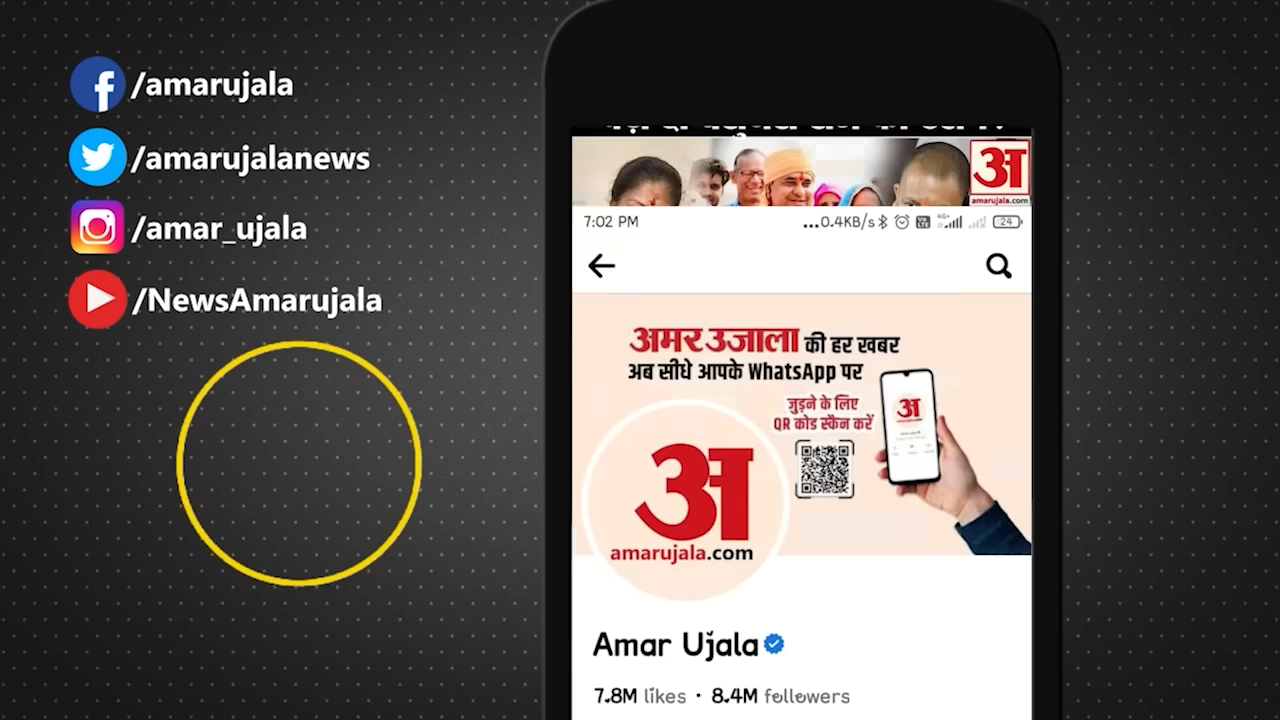 /amarujala
/amarujalanews
/amar_ujala
/NewsAmarujala
अ
amarujala.com
7:02 PM
...0.4KB/s
4G+
24
अमर उजाला की हर खबर
अब सीधे आपके WhatsApp पर
जुड़ने के लिए
QR कोड स्कैन करें
अ
अ
amarujala.com
Amar Ujala
7.8M likes · 8.4M followers